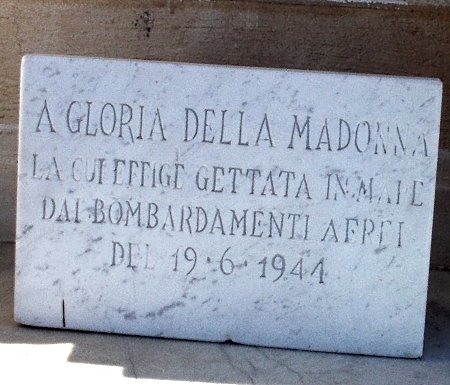 A GLORIA DELLA MADONNA
LA CUI EFFIGE GETTATA IN MARE
DAI BOMBARDAMENTI AEREI
DEL 19·6·1944